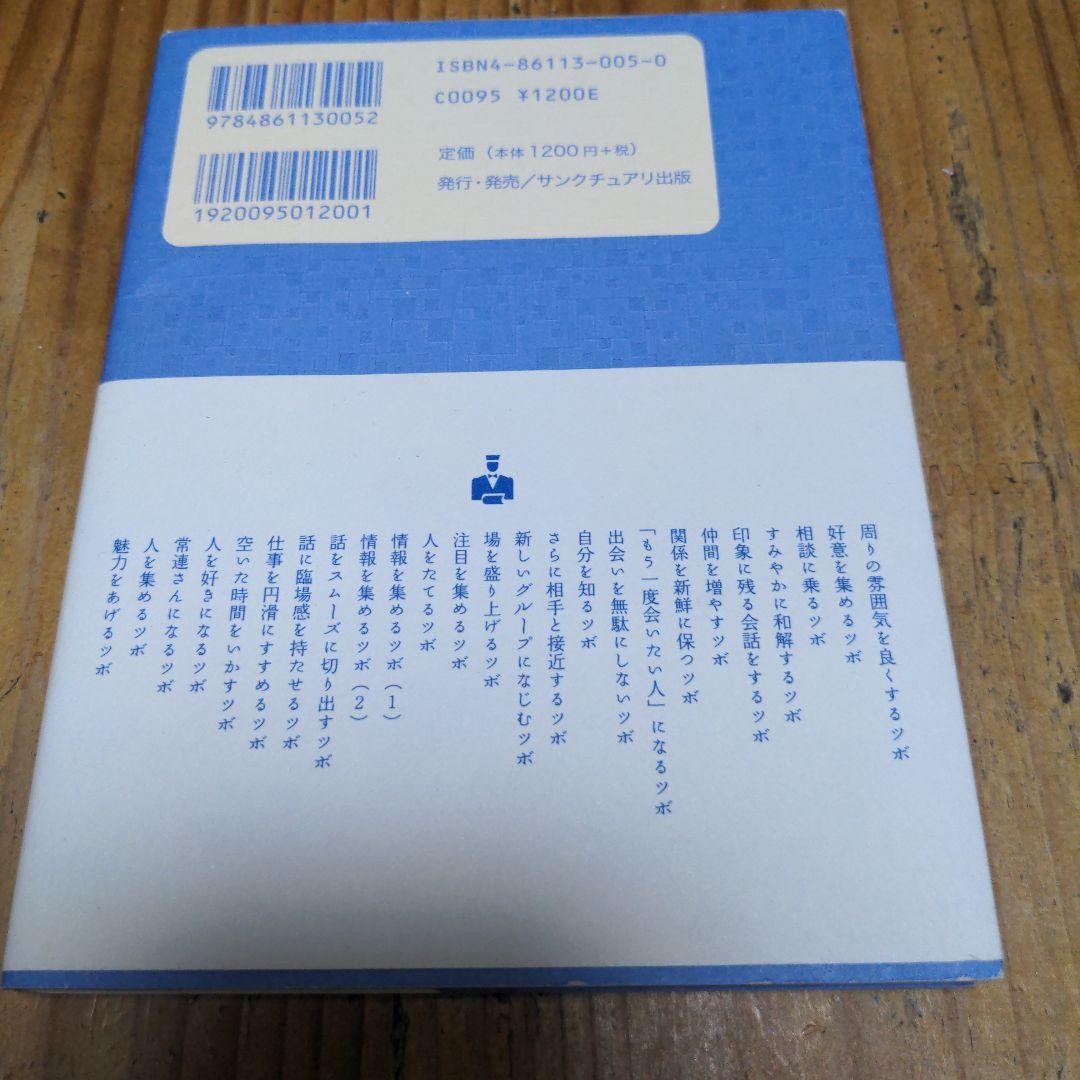 ISBN4-86113-005-0
C0095 ¥1200E
9784861130052
定価（本体1200円+税）
発行・発売／サンクチュアリ出版
1920095012001
周りの雰囲気を良くするツボ
好意を集めるツボ
相談に乗るツボ
すみやかに和解するツボ
印象に残る会話をするツボ
仲間を増やすツボ
関係を新鮮に保つツボ
「もう一度会いたい人」になるツボ
出会いを無駄にしないツボ
自分を知るツボ
さらに相手と接近するツボ
新しいグループになじむツボ
場を盛り上げるツボ
注目を集めるツボ
人をたてるツボ
情報を集めるツボ（1）
情報を集めるツボ（2）
話をスムーズに切り出すツボ
話に臨場感を持たせるツボ
仕事を円滑にすすめるツボ
空いた時間をいかすツボ
人を好きになるツボ
常連さんになるツボ
人を集めるツボ
魅力をあげるツボ